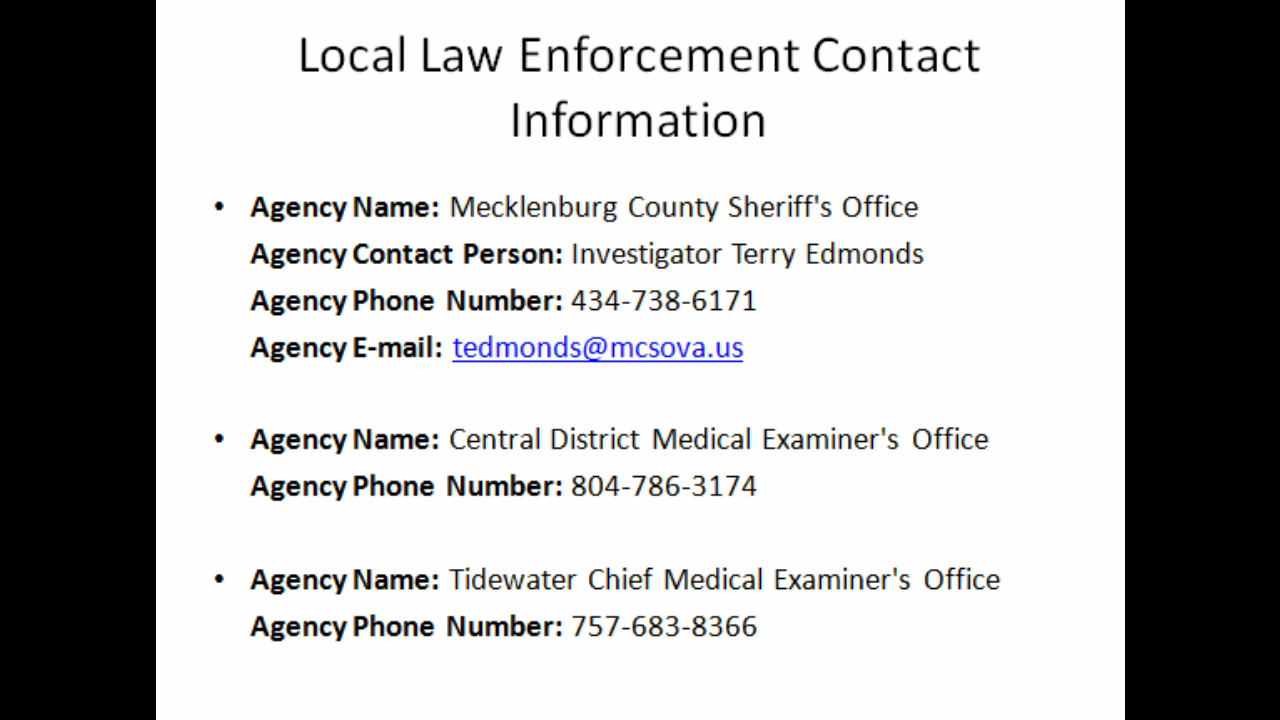 Local Law Enforcement Contact
Information
• Agency Name: Mecklenburg County Sheriff's Office
Agency Contact Person: Investigator Terry Edmonds
Agency Phone Number: 434-738-6171
Agency E-mail: tedmonds@mcsova.us
• Agency Name: Central District Medical Examiner's Office
Agency Phone Number: 804-786-3174
• Agency Name: Tidewater Chief Medical Examiner's Office
Agency Phone Number: 757-683-8366